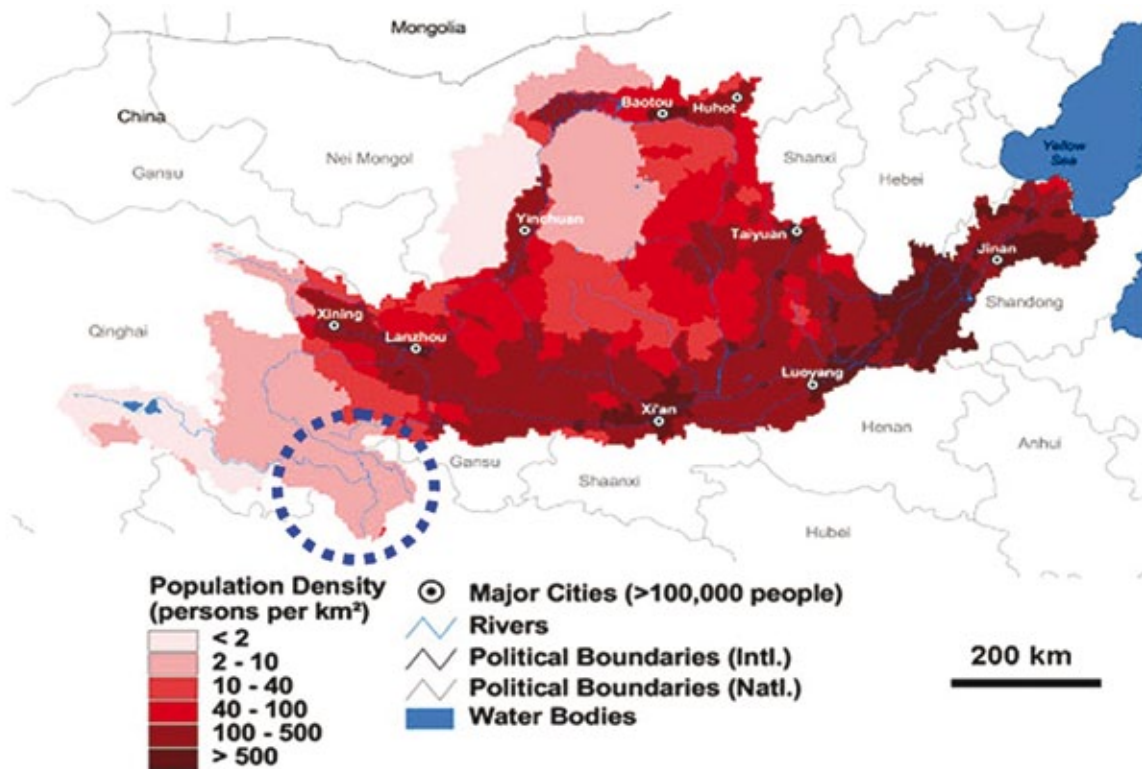 Mongolia
Baotou
Huhot
China
Nei Mongol
Shanxi
Yellow
Sea
Gansu
Hebei
Yinchuan
Taiyuan
Jinan
Shandong
Xining
Qinghai
Lanzhou
Luoyang
Xi'an
Henan
Gansu
Shaanxi
Anhui
Hubei
Population Density
(persons per km²)
< 2
2 - 10
10 - 40
40 - 100
100 - 500
> 500
Major Cities (>100,000 people)
Rivers
Political Boundaries (Intl.)
Political Boundaries (Natl.)
Water Bodies
200 km